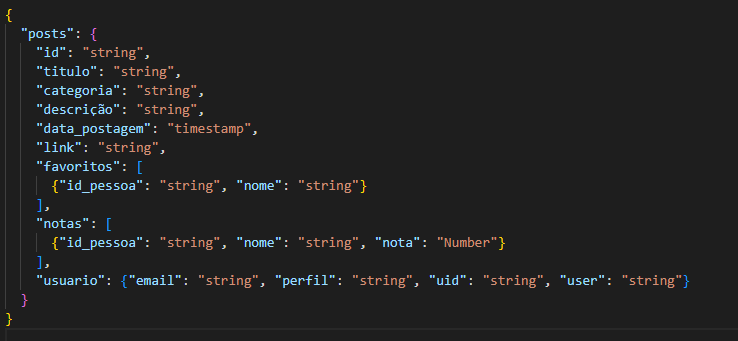 {
"posts": {
"id": "string",
"titulo": "string",
"categoria": "string",
"descrição": "string",
"data_postagem": "timestamp",
"link": "string",
"favoritos": [
{"id_pessoa": "string", "nome": "string"}
],
"notas": [
{"id_pessoa": "string", "nome": "string", "nota": "Number"}
],
"usuario": {"email": "string", "perfil": "string", "uid": "string", "user": "string"}
}
}